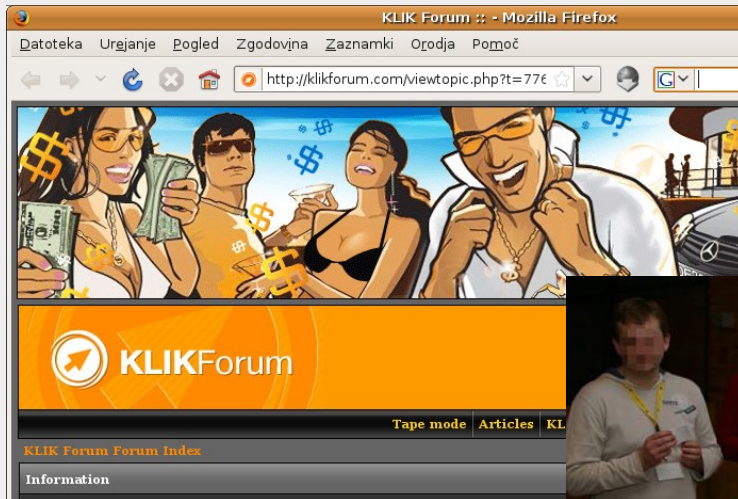 KLIK Forum :: - Mozilla Firefox
Datoteka Urejanje Pogled Zgodovina Zaznamki Orodja Pomoč
http://klikforum.com/viewtopic.php?t=776
G
KLIKForum
Tape mode Articles KL
KLIK Forum Forum Index
Information